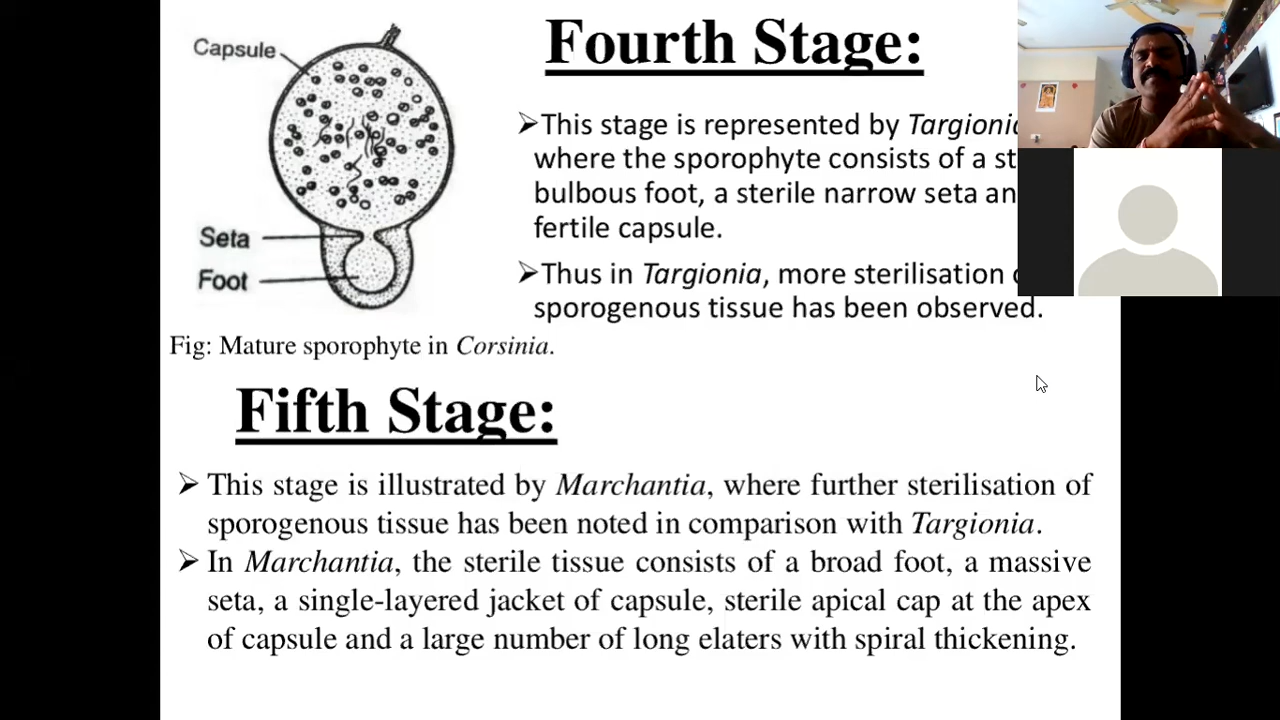 Capsule
Seta
Foot
Fig: Mature sporophyte in Corsinia.
Fourth Stage:
➢This stage is represented by
where the sporophyte consists of a
bulbous foot, a sterile narrow seta
fertile capsule.
➢Thus in Targionia, more sterilisation
sporogenous tissue has been observed.
Fifth Stage:
➢ This stage is illustrated by Marchantia, where further sterilisation of
sporogenous tissue has been noted in comparison with Targionia.
➢ In Marchantia, the sterile tissue consists of a broad foot, a massive
seta, a single-layered jacket of capsule, sterile apical cap at the apex
of capsule and a large number of long elaters with spiral thickening.